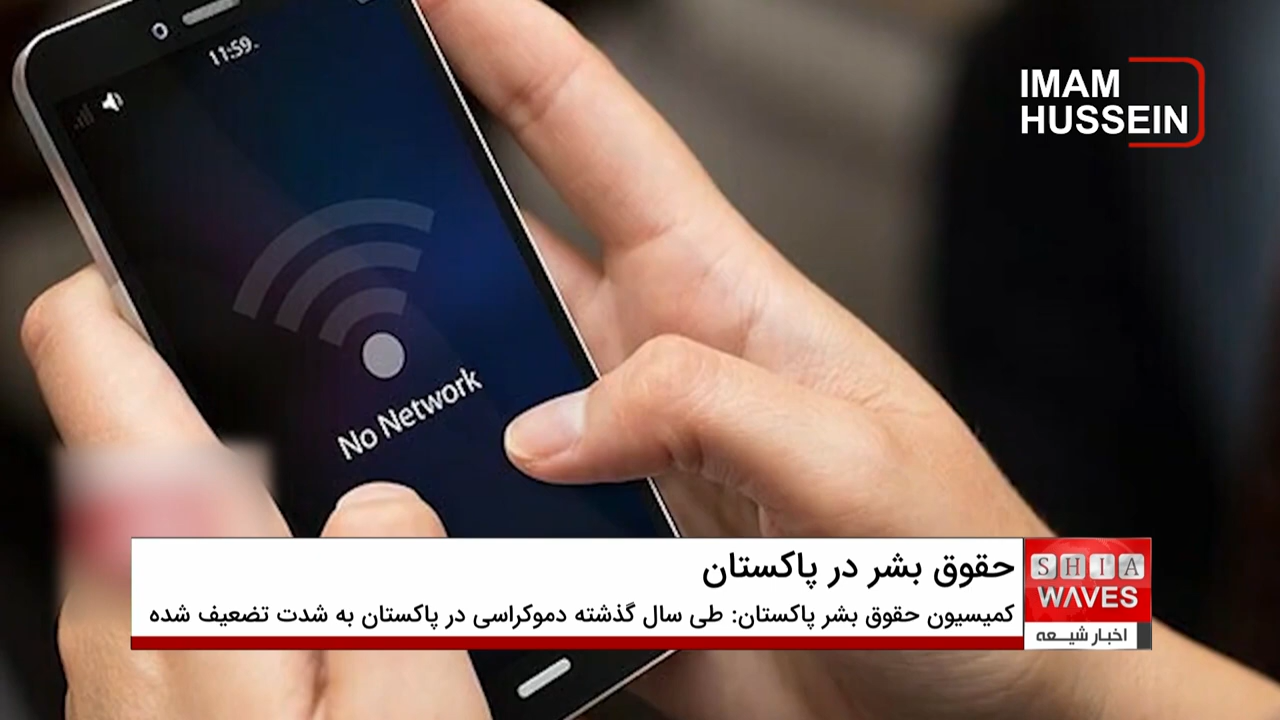 11:59
IMAM
HUSSEIN
No Network
حقوق بشر در پاکستان
کمیسیون حقوق بشر پاکستان: طی سال گذشته دموکراسی در پاکستان به شدت تضعیف شده
SHIA
WAVES
اخبار شیـعه